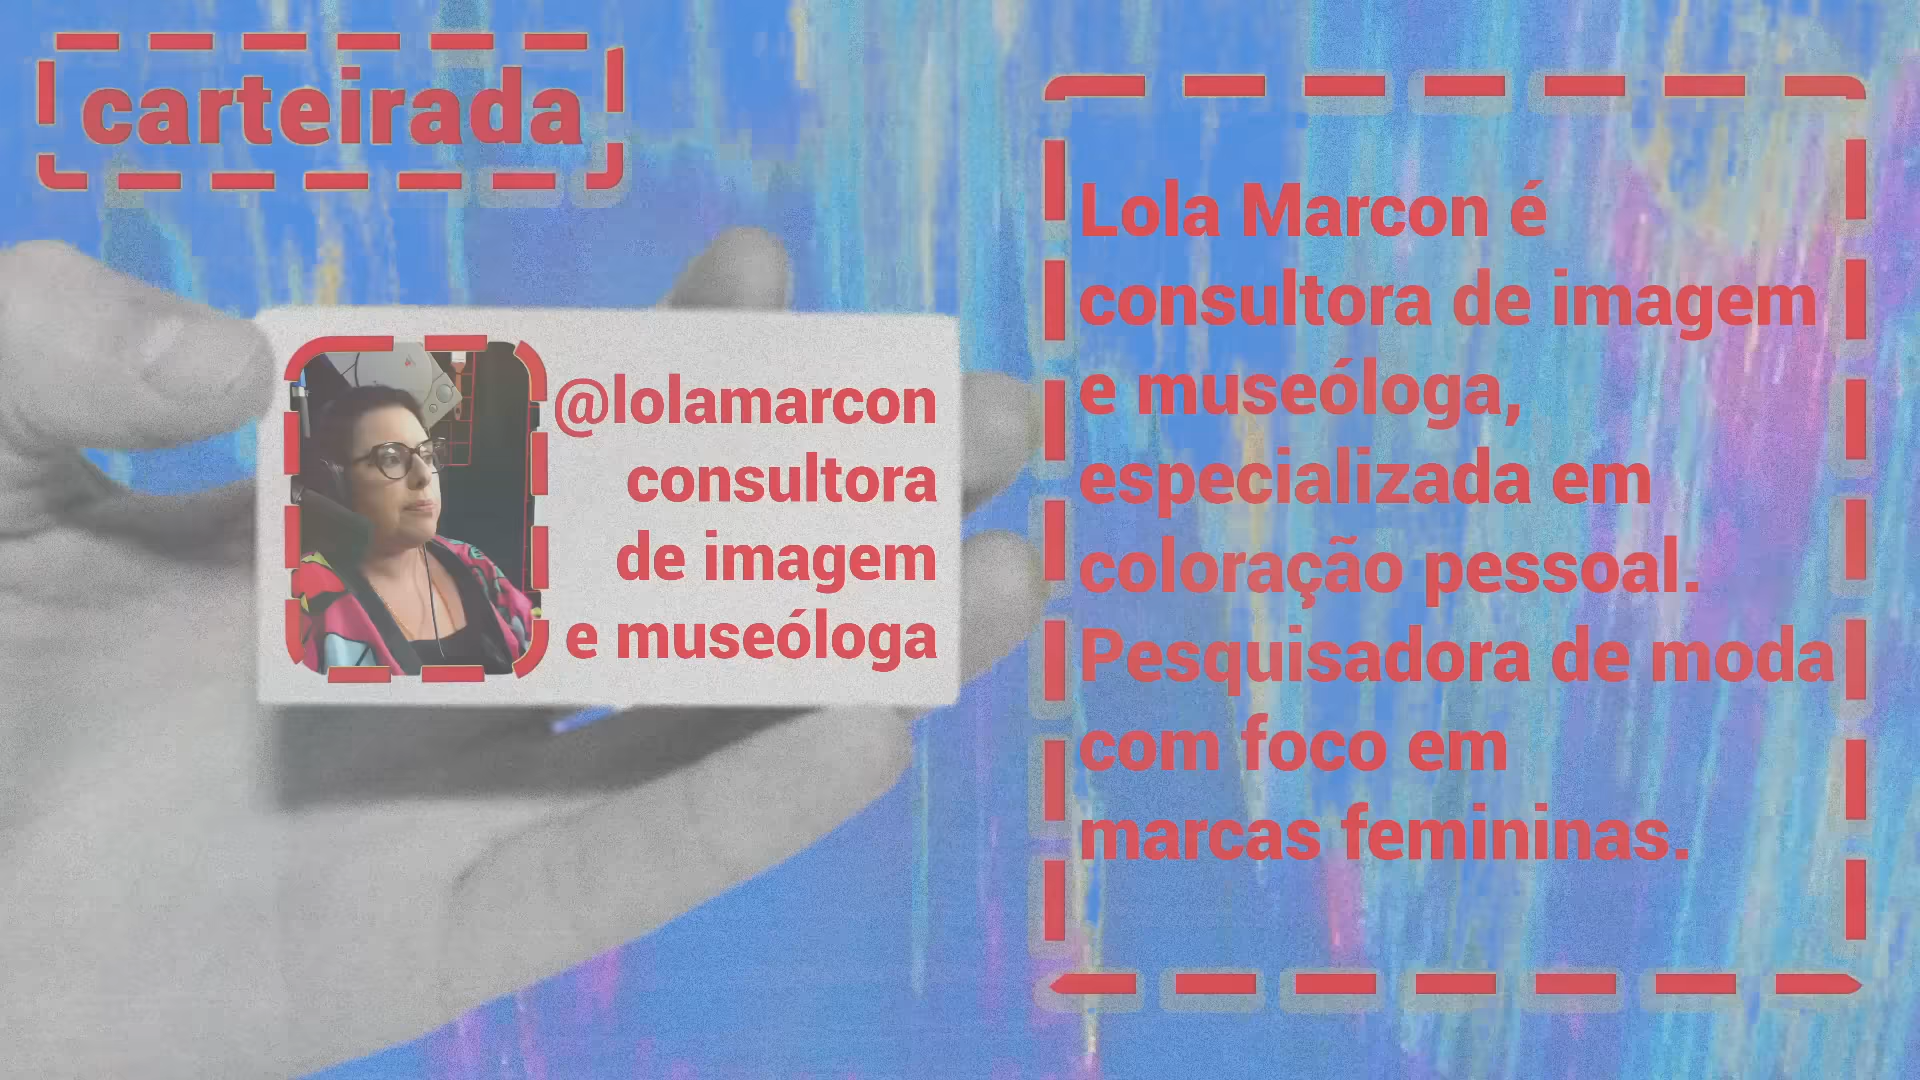 carteirada
@lolamarcon
consultora
de imagem
e museóloga
Lola Marcon é
consultora de imagem
e museóloga,
especializada em
coloração pessoal.
Pesquisadora de moda
com foco em
marcas femininas.